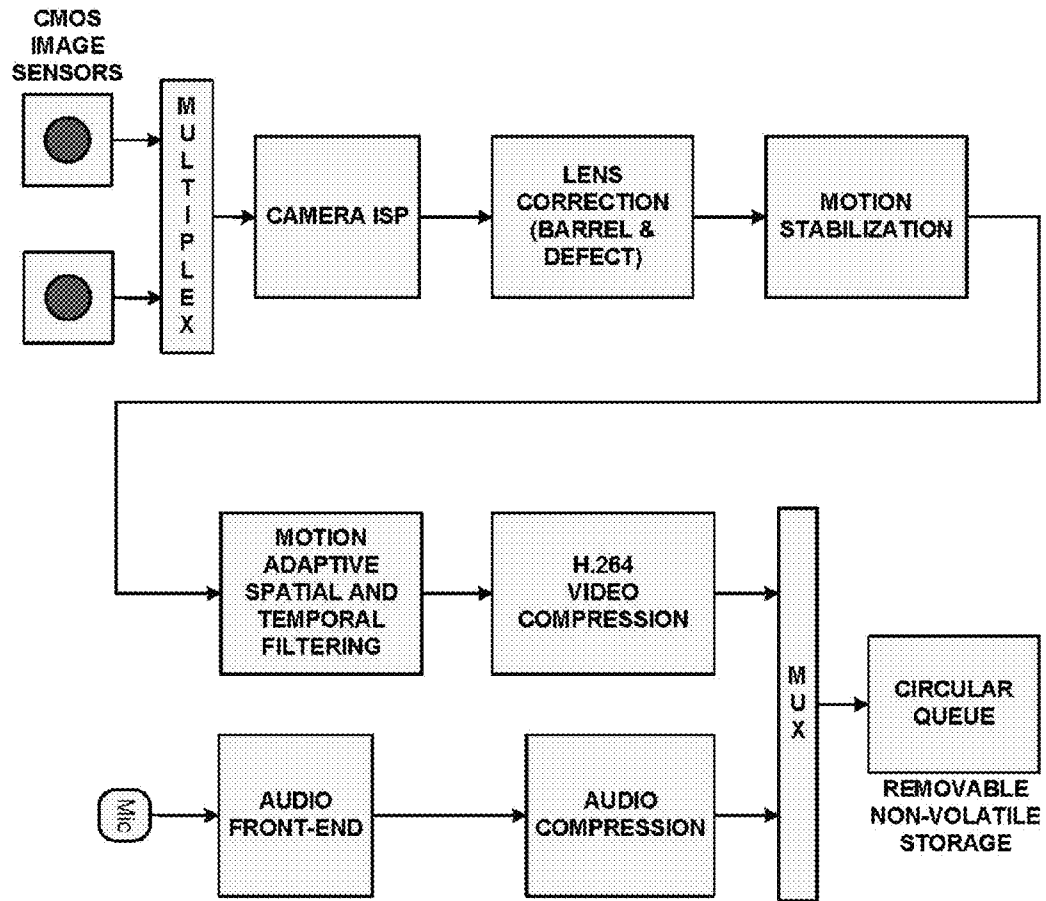 CMOS
IMAGE
SENSORS
MULTIPLEX
CAMERA ISP
LENS
CORRECTION
(BARREL &
DEFECT)
MOTION
STABILIZATION
MOTION
ADAPTIVE
SPATIAL AND
TEMPORAL
FILTERING
H.264
VIDEO
COMPRESSION
MUX
CIRCULAR
QUEUE
REMOVABLE
NON-VOLATILE
STORAGE
Mic
AUDIO
FRONT-END
AUDIO
COMPRESSION